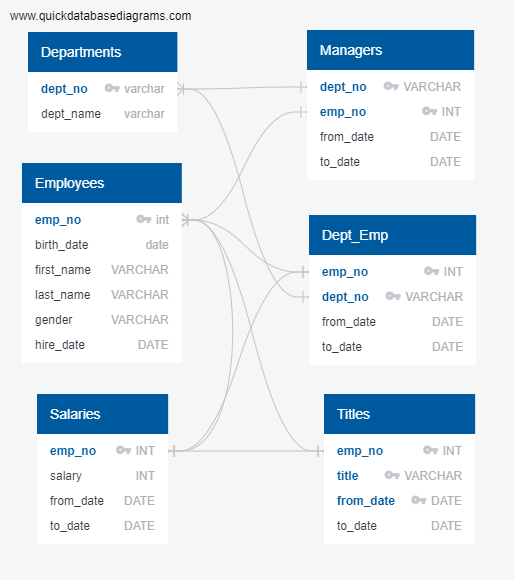 www.quickdatabasediagrams.com
Departments
dept_no varchar
dept_name varchar
Managers
dept_no VARCHAR
emp_no INT
from_date DATE
to_date DATE
Employees
emp_no int
birth_date date
first_name VARCHAR
last_name VARCHAR
gender VARCHAR
hire_date DATE
Dept_Emp
emp_no INT
dept_no VARCHAR
from_date DATE
to_date DATE
Salaries
emp_no INT
salary INT
from_date DATE
to_date DATE
Titles
emp_no INT
title VARCHAR
from_date DATE
to_date DATE